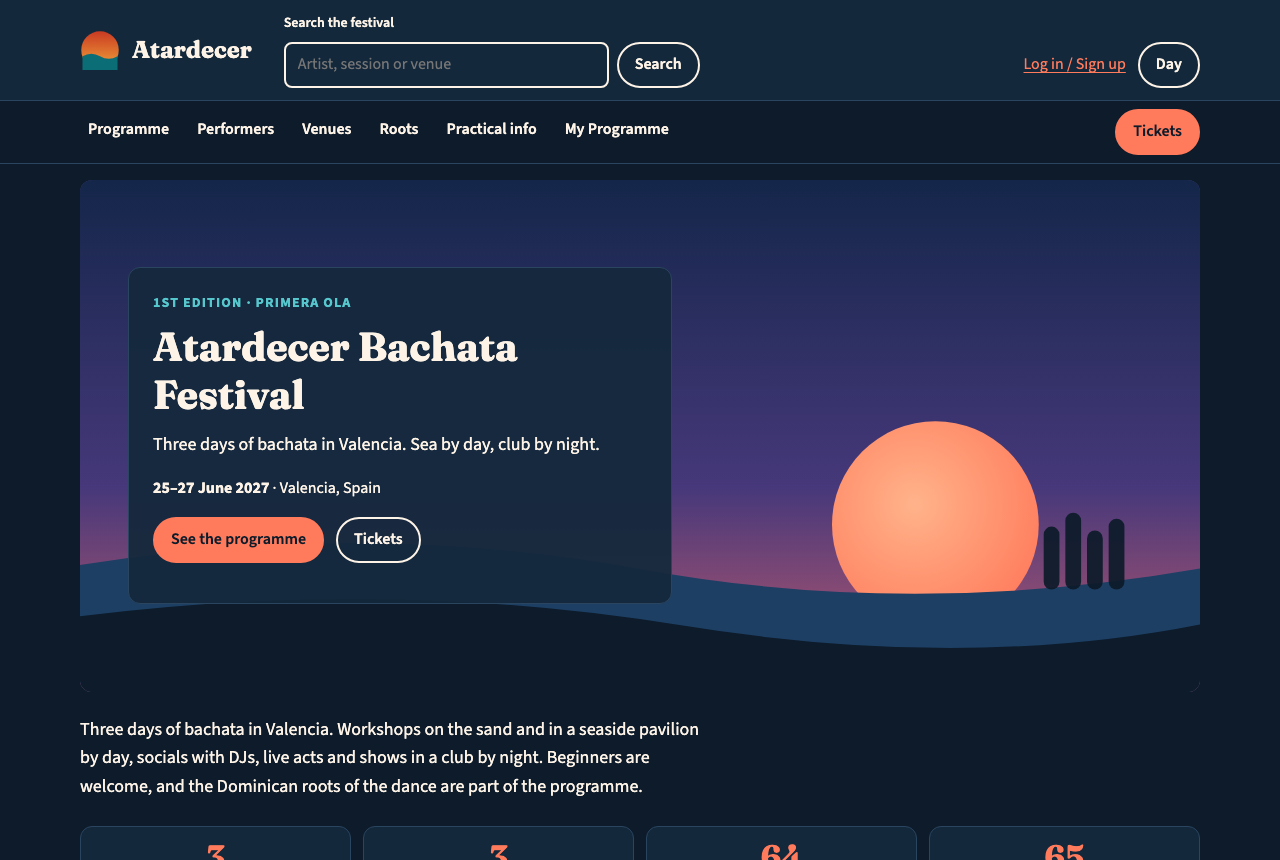 Search the festival
Atardecer
Artist, session or venue
Search
Log in / Sign up
Day
Programme
Performers
Venues
Roots
Practical info
My Programme
Tickets
1ST EDITION · PRIMERA OLA
Atardecer Bachata
Festival
Three days of bachata in Valencia. Sea by day, club by night.
25–27 June 2027 · Valencia, Spain
See the programme
Tickets
Three days of bachata in Valencia. Workshops on the sand and in a seaside pavilion
by day, socials with DJs, live acts and shows in a club by night. Beginners are
welcome, and the Dominican roots of the dance are part of the programme.
3
3
64
65